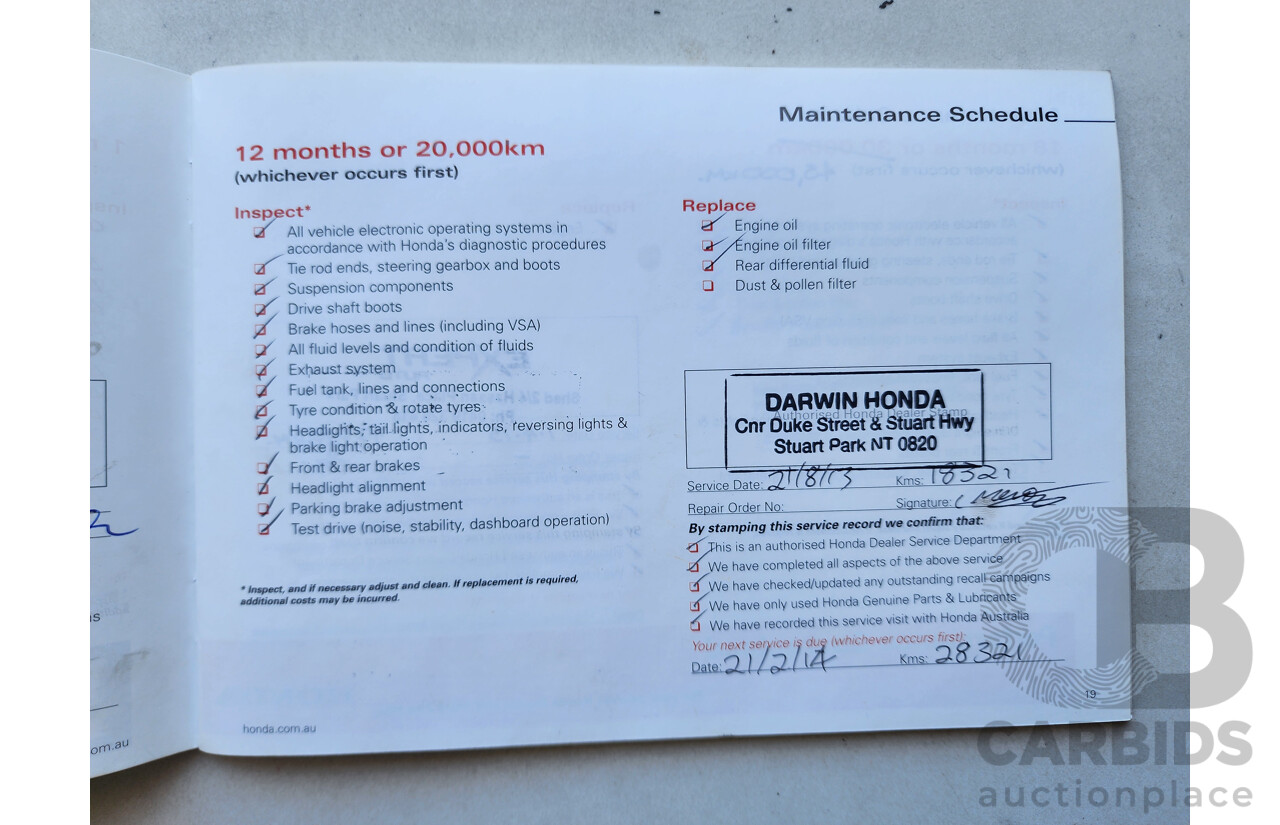 Maintenance Schedule
12 months or 20,000km
(whichever occurs first)
Inspect*
All vehicle electronic operating systems in
accordance with Honda's diagnostic procedures
Tie rod ends, steering gearbox and boots
Suspension components
Drive shaft boots
Brake hoses and lines (including VSA)
All fluid levels and condition of fluids
Exhaust system
Fuel tank, lines and connections
Tyre condition & rotate tyres
Headlights, tail lights, indicators, reversing lights &
brake light operation
Front & rear brakes
Headlight alignment
Parking brake adjustment
Test drive (noise, stability, dashboard operation)
* Inspect, and if necessary adjust and clean. If replacement is required,
additional costs may be incurred.
honda.com.au
Replace
Engine oil
Engine oil filter
Rear differential fluid
Dust & pollen filter
DARWIN HONDA
Authorised Honda Dealer Stamp
Cnr Duke Street & Stuart Hwy
Stuart Park NT 0820
Service Date: 21/8/13 Kms: 18321
Repair Order No: Signature:
By stamping this service record we confirm that:
This is an authorised Honda Dealer Service Department
We have completed all aspects of the above service
We have checked/updated any outstanding recall campaigns
We have only used Honda Genuine Parts & Lubricants
We have recorded this service visit with Honda Australia
Your next service is due (whichever occurs first):
Date: 21/2/14 Kms: 28321
19
om.au
CARBIDS
auctionplace